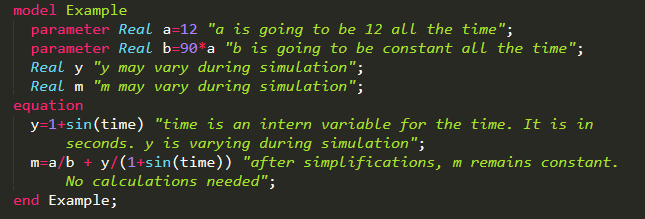 model Example
parameter Real a=12 "a is going to be 12 all the time";
parameter Real b=90*a "b is going to be constant all the time";
Real y "y may vary during simulation";
Real m "m may vary during simulation";
equation
y=1+sin(time) "time is an intern variable for the time. It is in
seconds. y is varying during simulation";
m=a/b + y/(1+sin(time)) "after simplifications, m remains constant.
No calculations needed";
end Example;